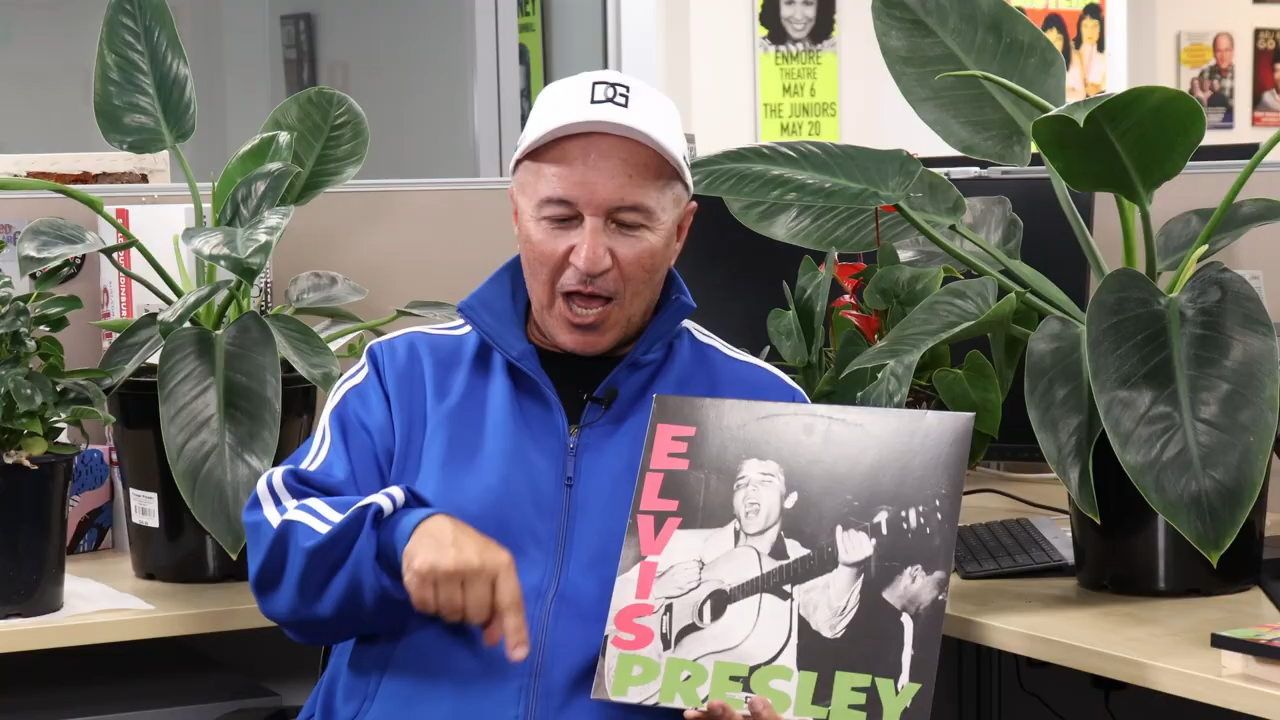 ENMORE
THEATRE
MAY 6
THE JUNIORS
MAY 20
DG
ELVIS
PRESLEY